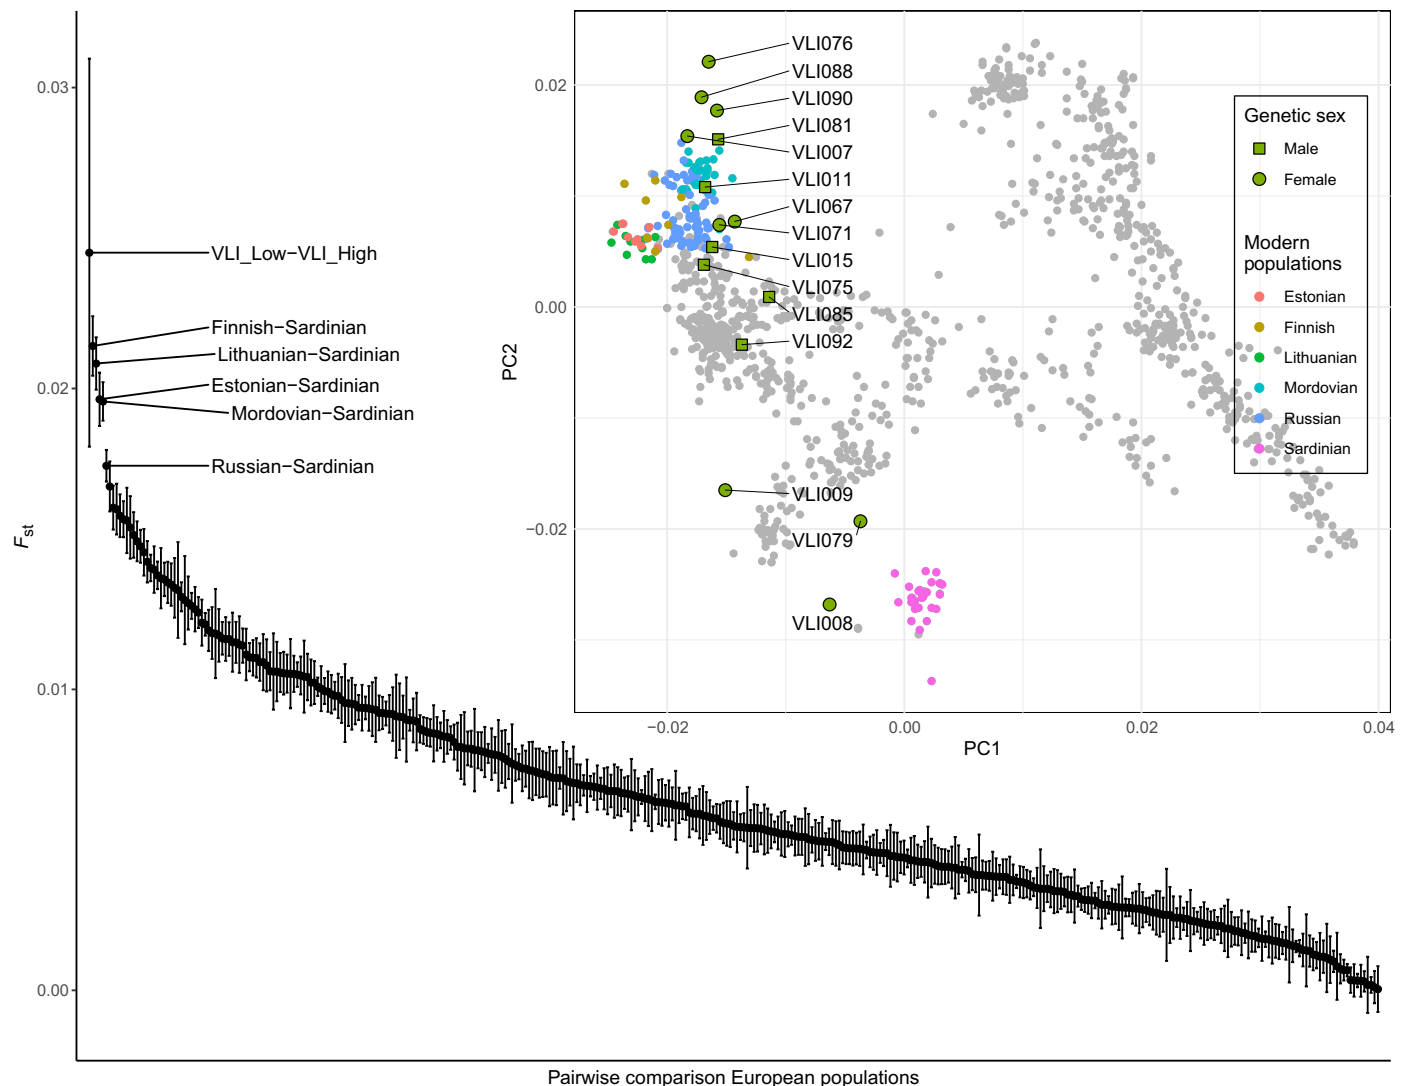 0.03
0.02
0.01
0.00
Fst
VLI_Low−VLI_High
Finnish−Sardinian
Lithuanian−Sardinian
Estonian−Sardinian
Mordovian−Sardinian
Russian−Sardinian
Pairwise comparison European populations
0.02
0.00
−0.02
PC2
VLI076
VLI088
VLI090
VLI081
VLI007
VLI011
VLI067
VLI071
VLI015
VLI075
VLI085
VLI092
VLI009
VLI079
VLI008
Genetic sex
Male
Female
Modern
populations
Estonian
Finnish
Lithuanian
Mordovian
Russian
Sardinian
−0.02
0.00
0.02
0.04
PC1